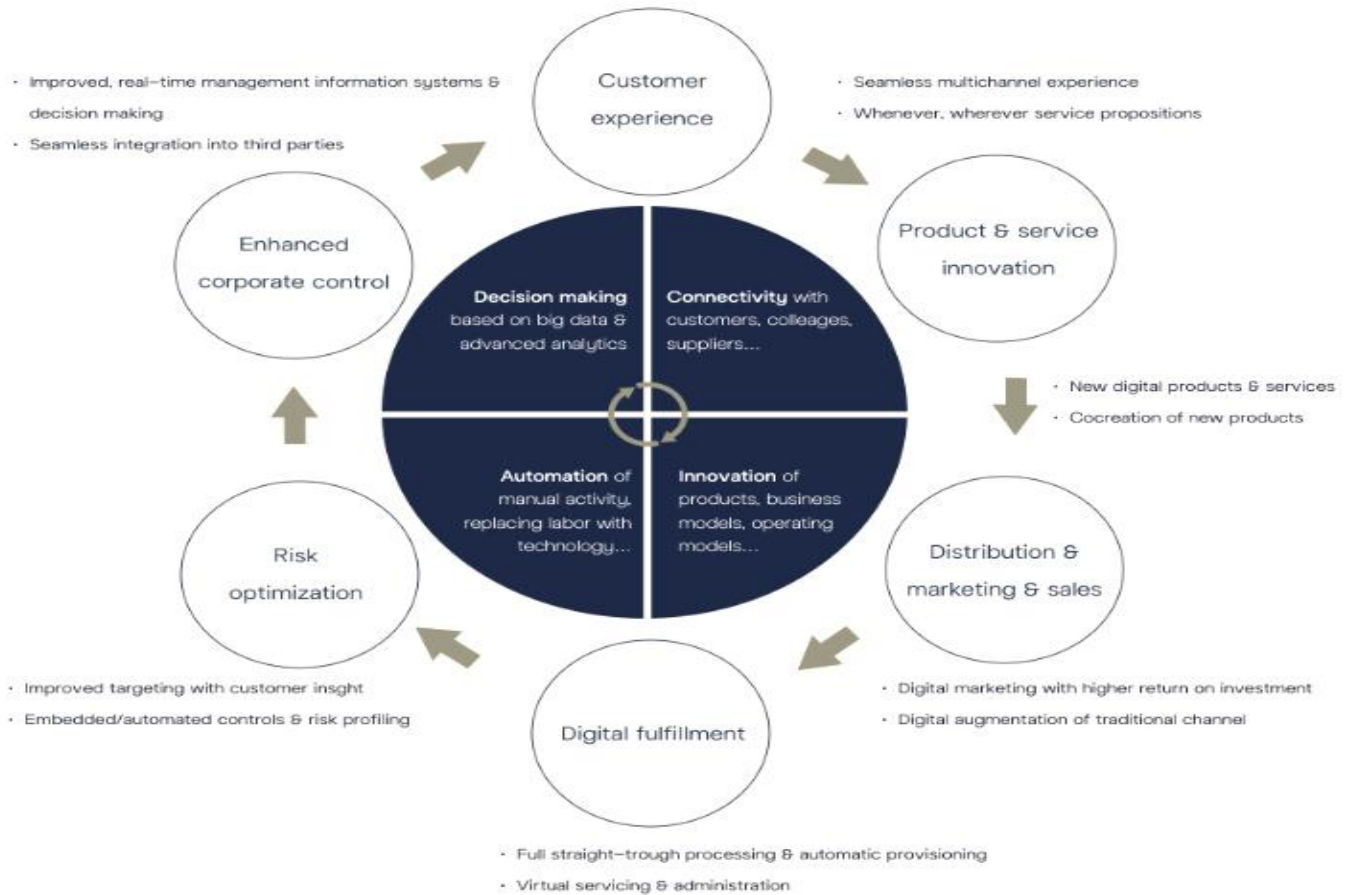 Customer
experience
· Seamless multichannel experience
· Whenever, wherever service propositions
Product & service
innovation
· New digital products & services
· Cocreation of new products
Distribution &
marketing & sales
· Digital marketing with higher return on investment
· Digital augmentation of traditional channel
Digital fulfillment
· Full straight-trough processing & automatic provisioning
· Virtual servicing & administration
Risk
optimization
· Improved targeting with customer insght
· Embedded/automated controls & risk profiling
Enhanced
corporate control
· Improved, real-time management information systems &
decision making
· Seamless integration into third parties
Decision making
based on big data &
advanced analytics
Connectivity with
customers, colleages,
suppliers...
Automation of
manual activity,
replacing labor with
technology...
Innovation of
products, business
models, operating
models...